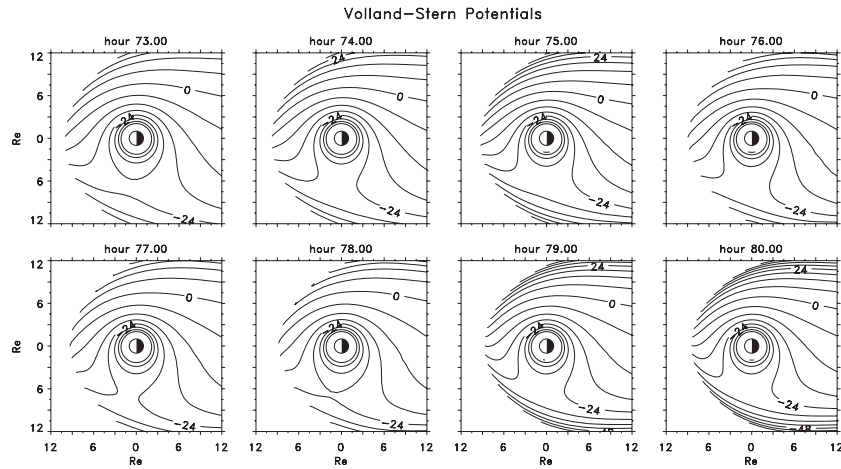 Volland-Stern Potentials
hour 73.00 hour 74.00 hour 75.00 hour 76.00
12 24 24
6 0 0 0 0
Re 0 -24 -24 -24 -24
6
12 -24 -24 -24 -24
hour 77.00 hour 78.00 hour 79.00 hour 80.00
12 24 24
6 0 0 0 0
Re 0 -24 -24 -24 -24
6
12 -24 -24 -24 -24 -48
12 6 0 6 12 6 0 6 12 12 6 0 6 12 6 0 6 12
Re Re Re Re